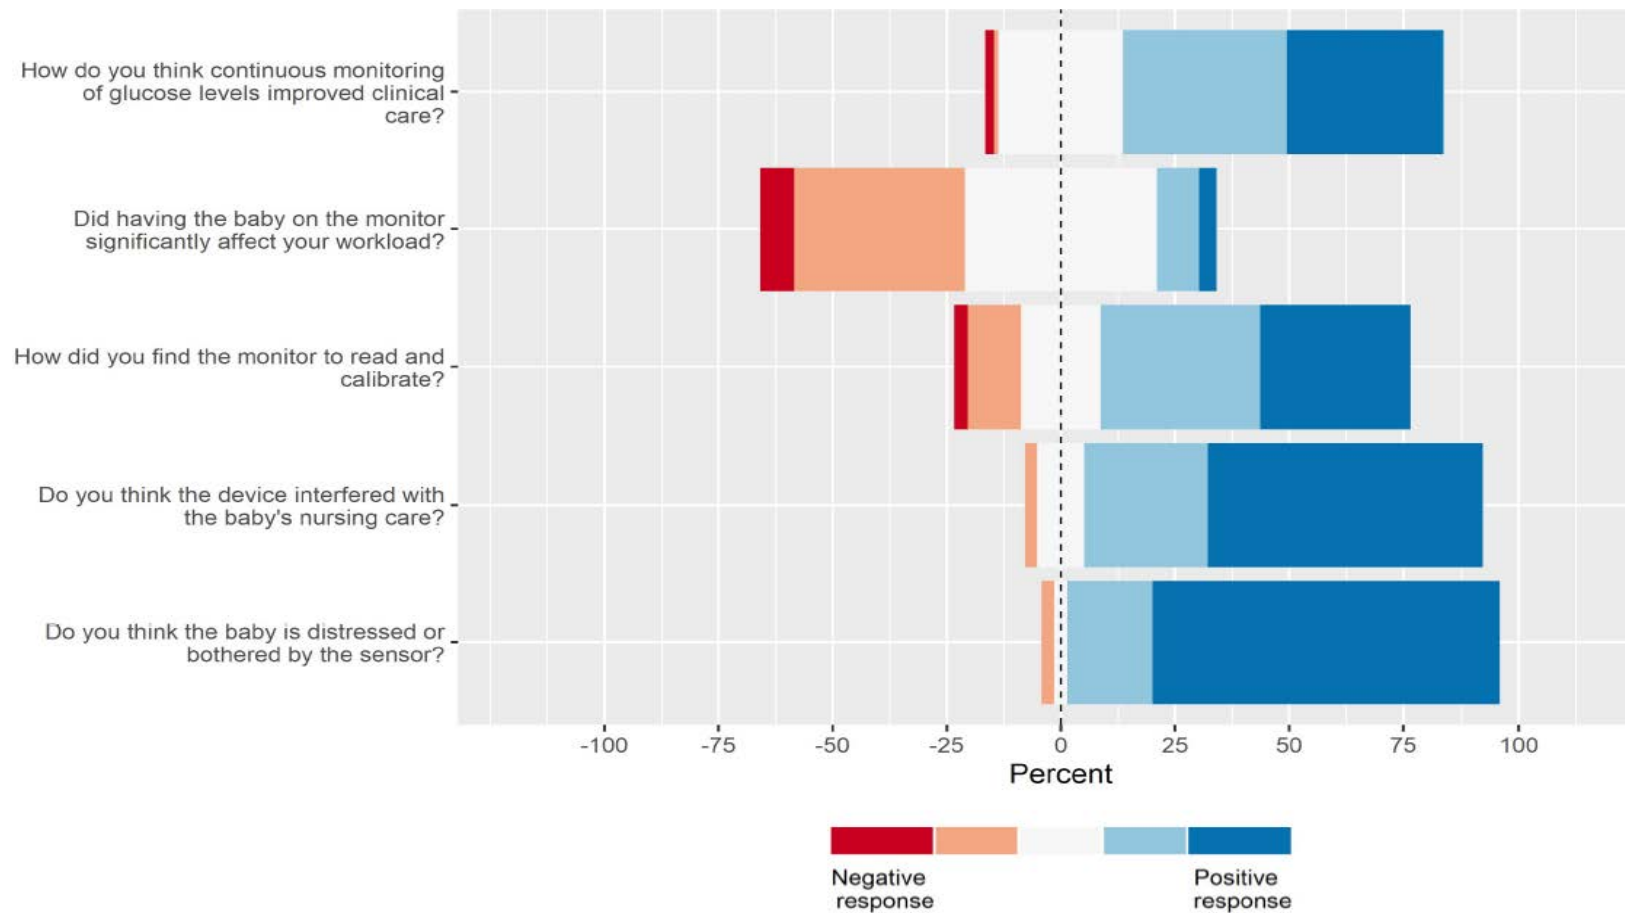 How do you think continuous monitoring
of glucose levels improved clinical
care?
Did having the baby on the monitor
significantly affect your workload?
How did you find the monitor to read and
calibrate?
Do you think the device interfered with
the baby's nursing care?
Do you think the baby is distressed or
bothered by the sensor?
-100 -75 -50 -25 0 25 50 75 100
Percent
Negative Positive
response response